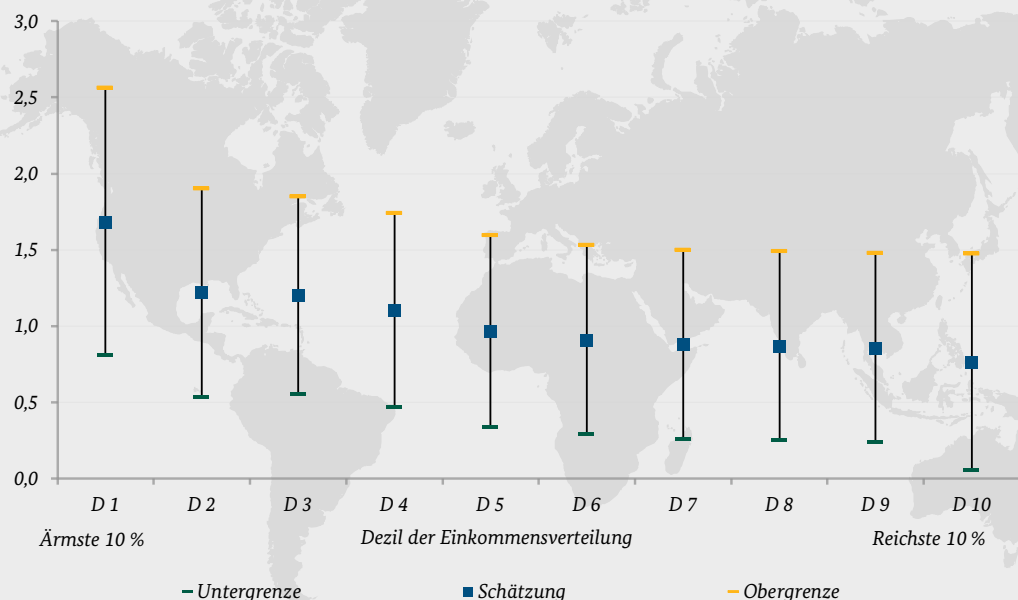 3,0
2,5
2,0
1,5
1,0
0,5
0,0
D 1 D 2 D 3 D 4 D 5 D 6 D 7 D 8 D 9 D 10
Ärmste 10 % Dezil der Einkommensverteilung Reichste 10 %
Untergrenze Schätzung Obergrenze